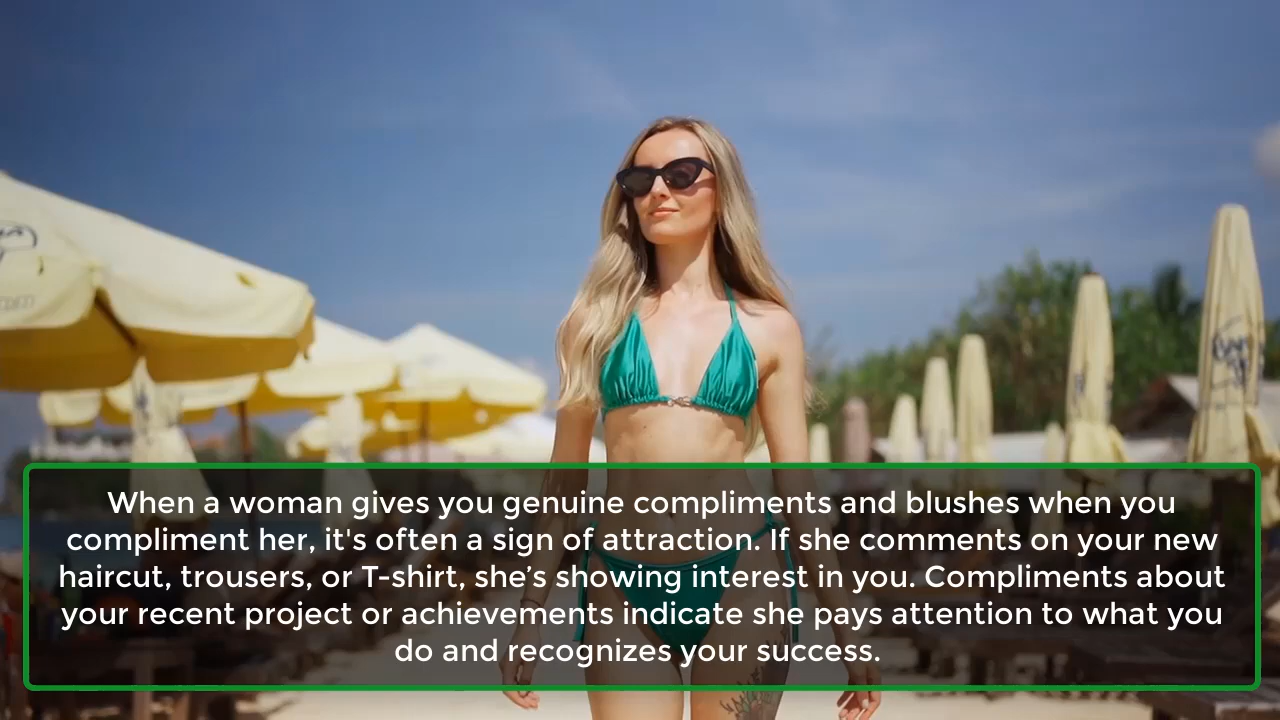 When a woman gives you genuine compliments and blushes when you
compliment her, it's often a sign of attraction. If she comments on your new
haircut, trousers, or T-shirt, she’s showing interest in you. Compliments about
your recent project or achievements indicate she pays attention to what you
do and recognizes your success.